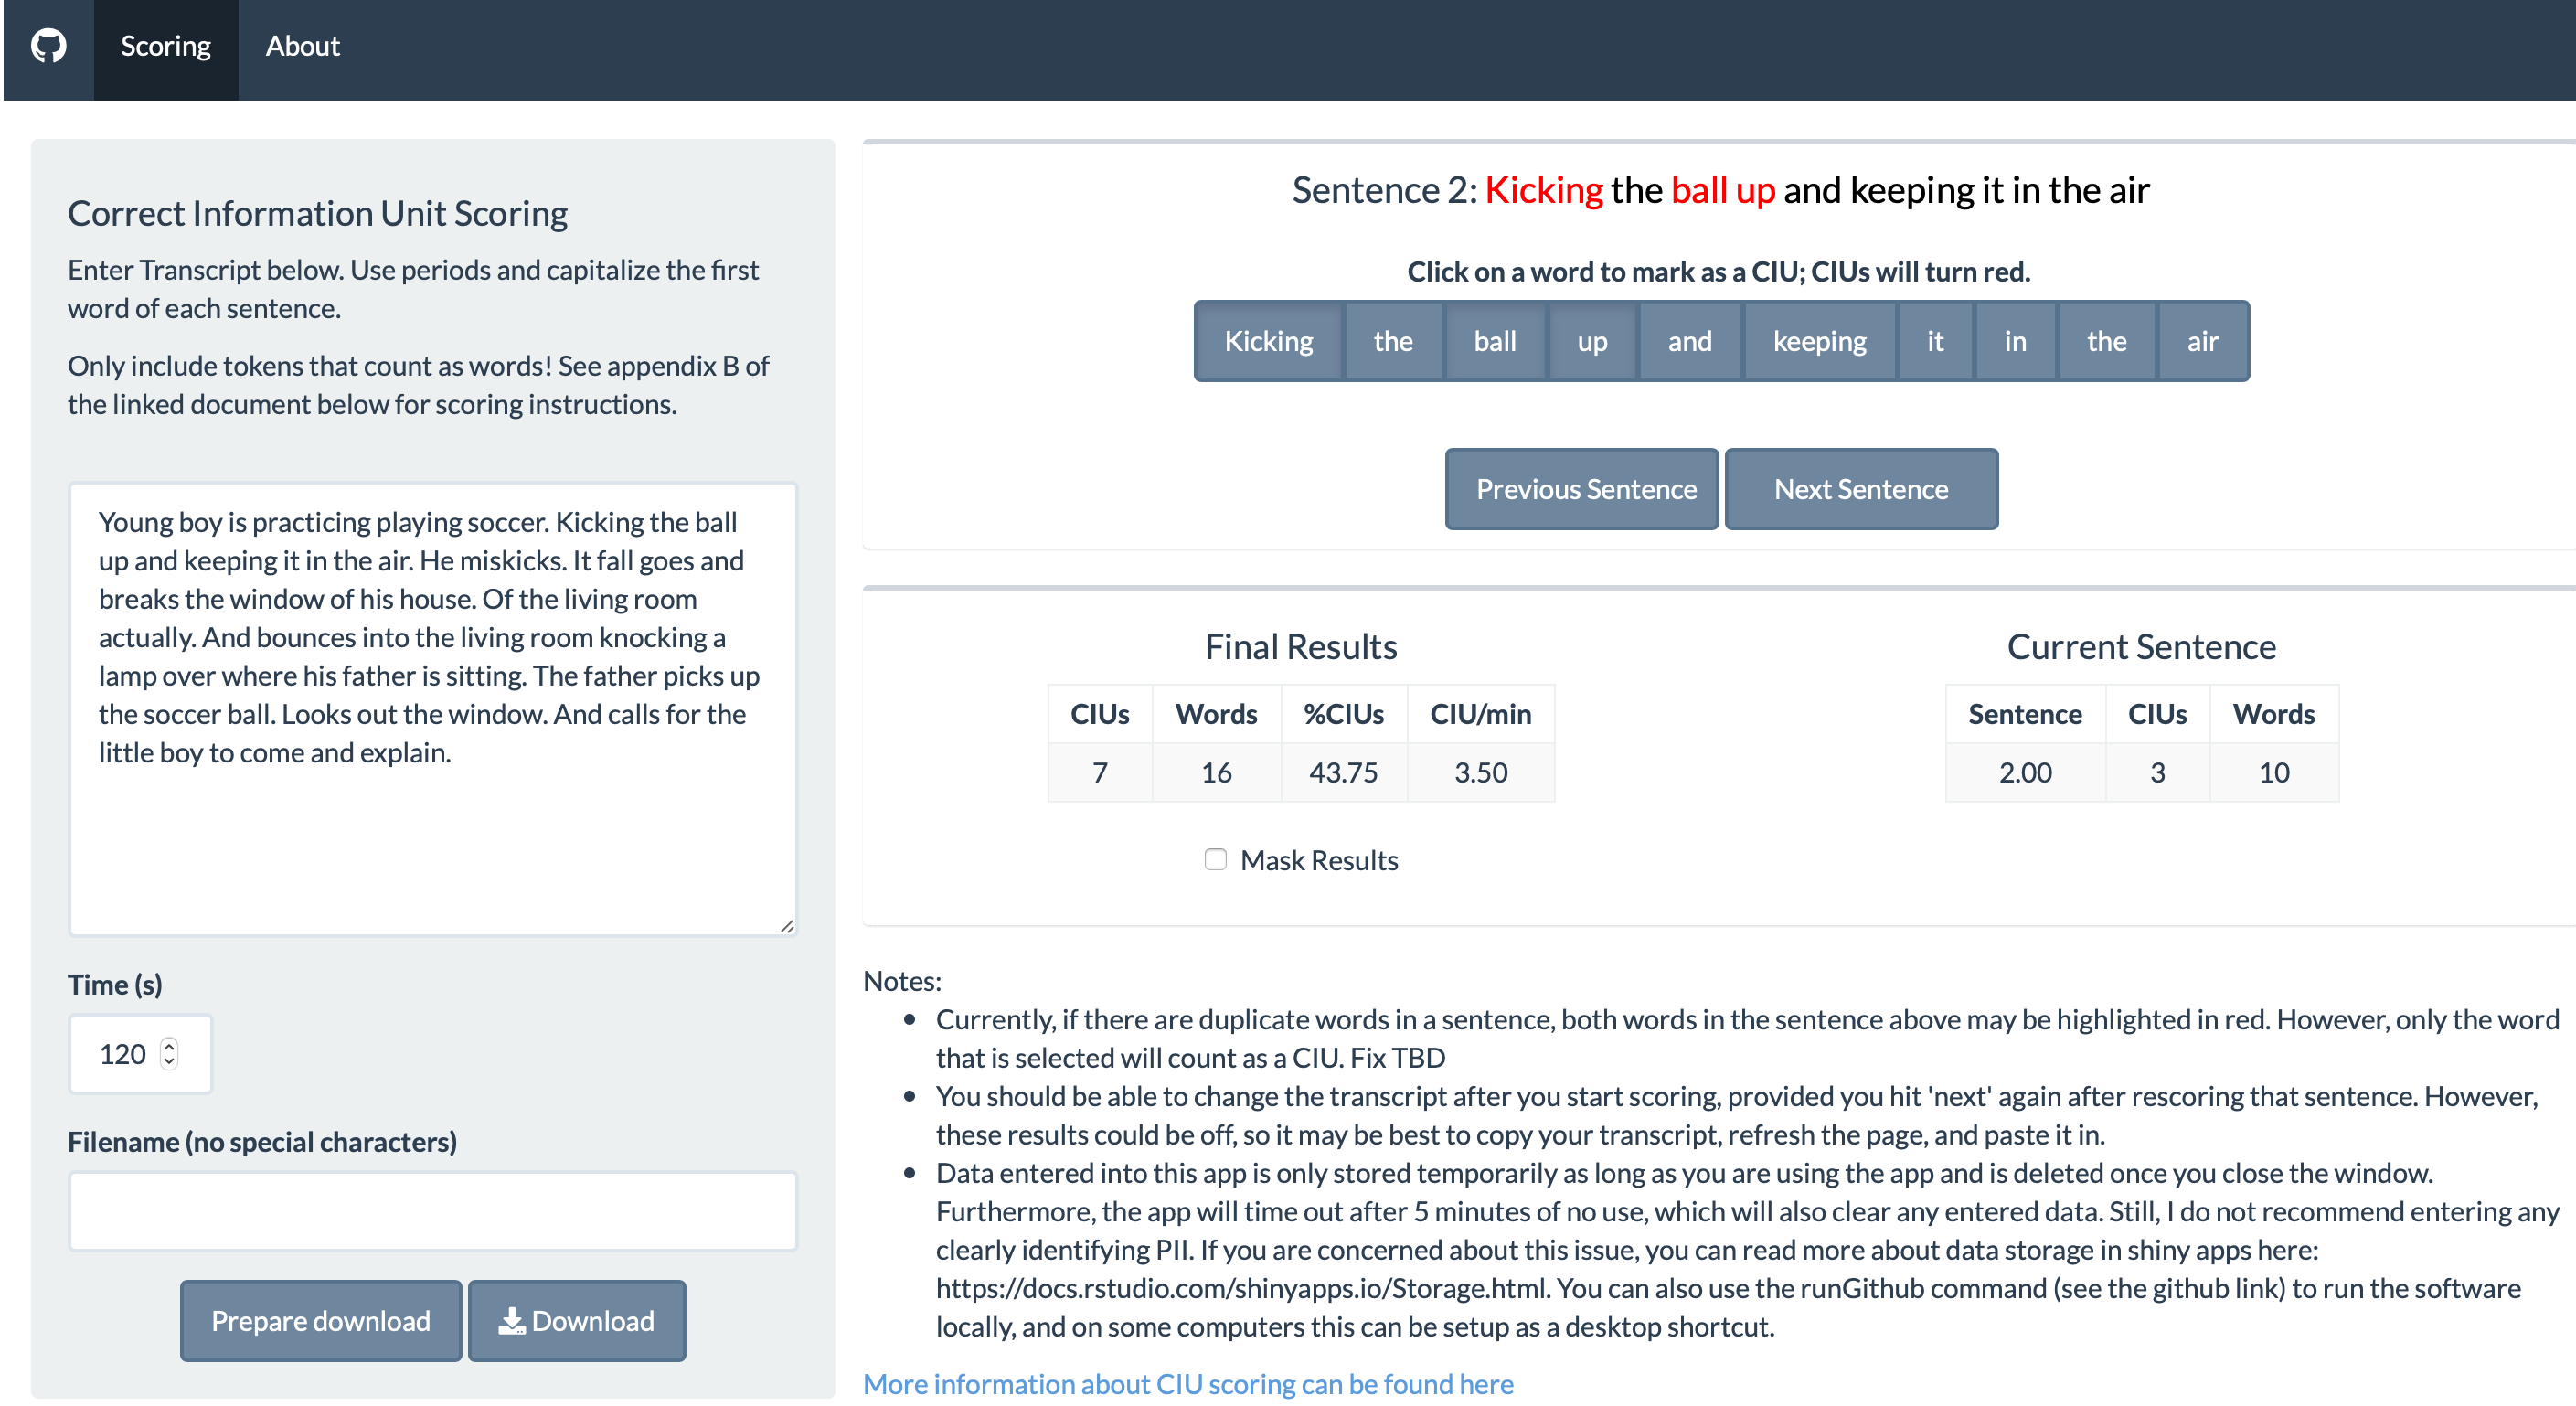 Scoring About
Correct Information Unit Scoring
Enter Transcript below. Use periods and capitalize the first
word of each sentence.
Only include tokens that count as words! See appendix B of
the linked document below for scoring instructions.
Young boy is practicing playing soccer. Kicking the ball
up and keeping it in the air. He miskicks. It fall goes and
breaks the window of his house. Of the living room
actually. And bounces into the living room knocking a
lamp over where his father is sitting. The father picks up
the soccer ball. Looks out the window. And calls for the
little boy to come and explain.
Time (s)
120
Filename (no special characters)
Prepare download Download
Sentence 2: Kicking the ball up and keeping it in the air
Click on a word to mark as a CIU; CIUs will turn red.
Kicking the ball up and keeping it in the air
Previous Sentence Next Sentence
Final Results
CIUs Words %CIUs CIU/min
7 16 43.75 3.50
Mask Results
Current Sentence
Sentence CIUs Words
2.00 3 10
Notes:
Currently, if there are duplicate words in a sentence, both words in the sentence above may be highlighted in red. However, only the word
that is selected will count as a CIU. Fix TBD
You should be able to change the transcript after you start scoring, provided you hit 'next' again after rescoring that sentence. However,
these results could be off, so it may be best to copy your transcript, refresh the page, and paste it in.
Data entered into this app is only stored temporarily as long as you are using the app and is deleted once you close the window.
Furthermore, the app will time out after 5 minutes of no use, which will also clear any entered data. Still, I do not recommend entering any
clearly identifying PII. If you are concerned about this issue, you can read more about data storage in shiny apps here:
https://docs.rstudio.com/shinyapps.io/Storage.html. You can also use the runGithub command (see the github link) to run the software
locally, and on some computers this can be setup as a desktop shortcut.
More information about CIU scoring can be found here